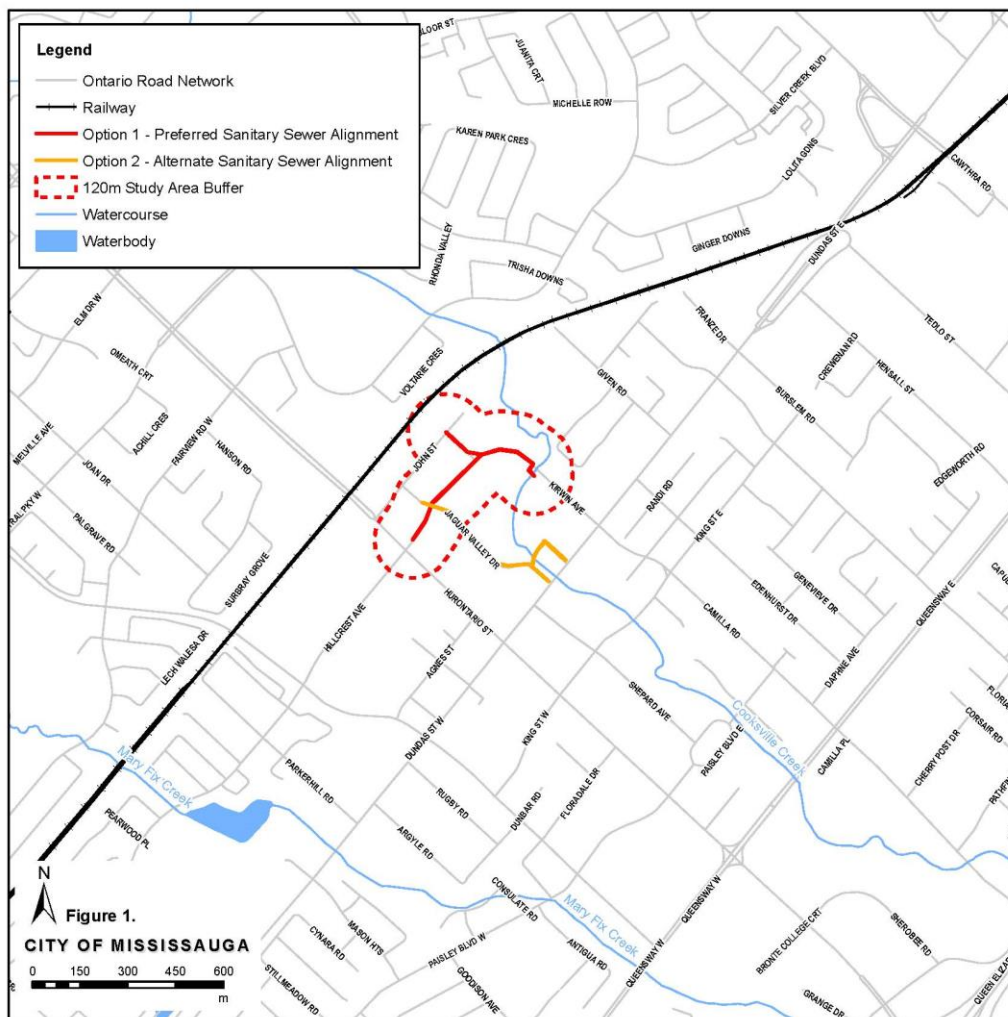 Legend
Ontario Road Network
Railway
Option 1 - Preferred Sanitary Sewer Alignment
Option 2 - Alternate Sanitary Sewer Alignment
120m Study Area Buffer
Watercourse
Waterbody
LOOR ST
JUANITA CRT
MICHELLE ROW
SILVER CREEK BLVD
KAREN PARK CRES
LOLITA GDNS
CAWTHRA RD
RHONDA VALLEY
GINGER DOWNS
DUNDAS ST E
TRISHA DOWNS
ELM DR W
OMEATH CRT
VOLTARIE CRES
FRANZE DR
TEDLO ST
CREWENAN RD
HENSALL ST
GIVEN RD
BURSLEM RD
MELVILLE AVE
ACHILL CRES
FAIRVIEW RD W
HANSON RD
JOHN ST
JOAN DR
EDGEWORTH RD
RAL PKY W
PALGRAVE RD
KIRWIN AVE
RANDI RD
KING ST E
JAGUAR VALLEY DR
SURBRAY GROVE
HILLCREST AVE
HURONTARIO ST
EDENHURST DR
GENEVIEVE DR
QUEENSWAY E
CAMILLA RD
LECH WALESA DR
AGNES ST
DAPHNE AVE
SHEPARD AVE
FLORIA
CORSAIR RD
Cooksville Creek
PAISLEY BLVD E
CAMILLA PL
CHERRY POST DR
PATHEN
DUNDAS ST W
KING ST W
Mary Fix Creek
PARKERHILL RD
RUGBY RD
DUNBAR RD
FLORADALE DR
PEARWOOD PL
ARGYLE RD
QUEENSWAY W
CONSULATE RD
Mary Fix Creek
N
Figure 1.
CITY OF MISSISSAUGA
0 150 300 450 600
m
MASON HTS
CYNARA RD
PAISLEY BLVD W
ANTIGUA RD
QUEENSWAY W
BRONTE COLLEGE CRT
SHEROBEE RD
STILLMEADOW RD
GOODISON AVE
GRANGE DR
QUEEN ELIZA